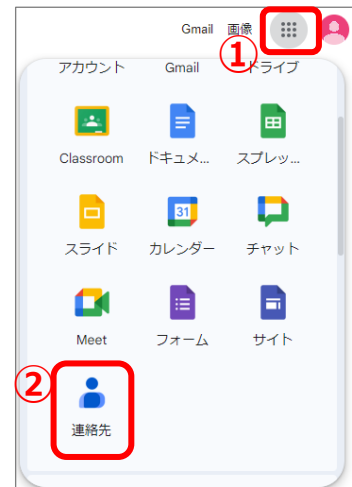 Gmail 画像
①
アカウント Gmail ドライブ
Classroom ドキュメ... スプレッ...
31
スライド カレンダー チャット
Meet フォーム サイト
②
連絡先